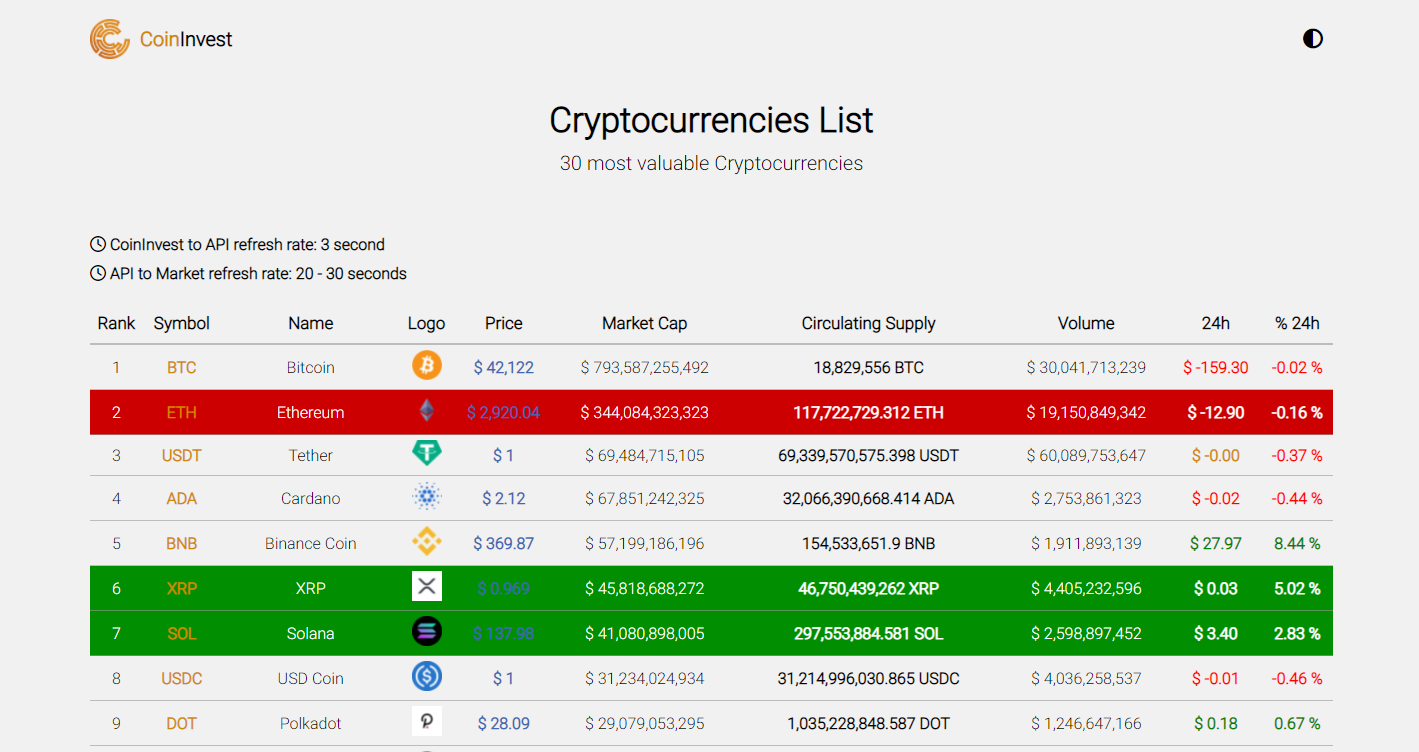 CoinInvest
Cryptocurrencies List
30 most valuable Cryptocurrencies
CoinInvest to API refresh rate: 3 second
API to Market refresh rate: 20 - 30 seconds
Rank Symbol Name Logo Price Market Cap Circulating Supply Volume 24h % 24h
1 BTC Bitcoin $ 42,122 $ 793,587,255,492 18,829,556 BTC $ 30,041,713,239 $ -159.30 -0.02 %
2 ETH Ethereum $ 2,920.04 $ 344,084,323,323 117,722,729.312 ETH $ 19,150,849,342 $ -12.90 -0.16 %
3 USDT Tether $ 1 $ 69,484,715,105 69,339,570,575.398 USDT $ 60,089,753,647 $ -0.00 -0.37 %
4 ADA Cardano $ 2.12 $ 67,851,242,325 32,066,390,668.414 ADA $ 2,753,861,323 $ -0.02 -0.44 %
5 BNB Binance Coin $ 369.87 $ 57,199,186,196 154,533,651.9 BNB $ 1,911,893,139 $ 27.97 8.44 %
6 XRP XRP $ 0.969 $ 45,818,688,272 46,750,439,262 XRP $ 4,405,232,596 $ 0.03 5.02 %
7 SOL Solana $ 137.98 $ 41,080,898,005 297,553,884.581 SOL $ 2,598,897,452 $ 3.40 2.83 %
8 USDC USD Coin $ 1 $ 31,234,024,934 31,214,996,030.865 USDC $ 4,036,258,537 $ -0.01 -0.46 %
9 DOT Polkadot $ 28.09 $ 29,079,053,295 1,035,228,848.587 DOT $ 1,246,647,166 $ 0.18 0.67 %